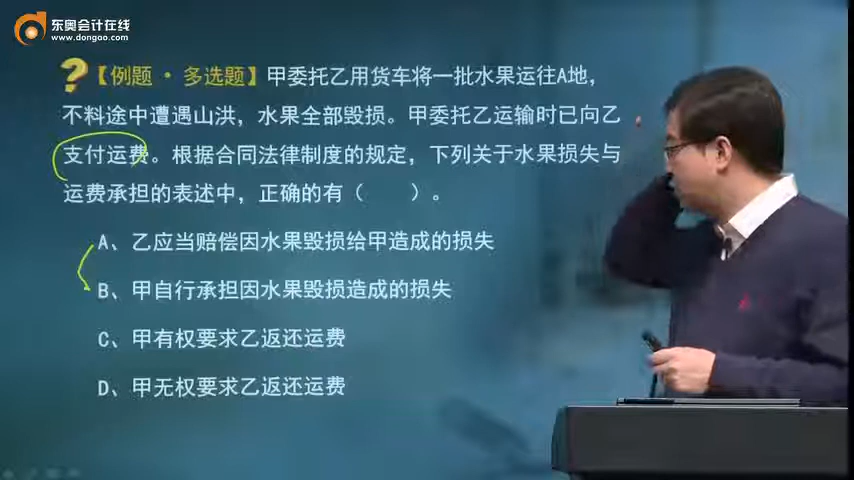 东奥会计在线
www.dongao.com
【例题·多选题】甲委托乙用货车将一批水果运往A地，
不料途中遭遇山洪，水果全部毁损。甲委托乙运输时已向乙
支付运费。根据合同法律制度的规定，下列关于水果损失与
运费承担的表述中，正确的有（ ）。
A、乙应当赔偿因水果毁损给甲造成的损失
B、甲自行承担因水果毁损造成的损失
C、甲有权要求乙返还运费
D、甲无权要求乙返还运费